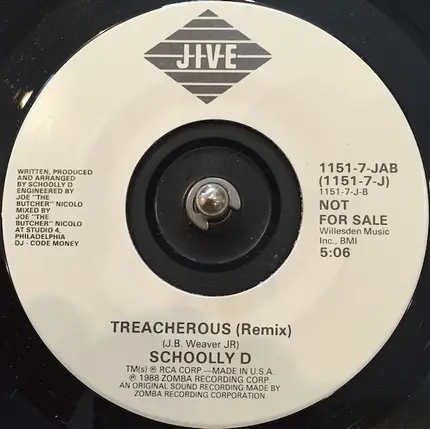 JIVE
WRITTEN, PRODUCED
AND ARRANGED
BY SCHOOLLY D
ENGINEERED BY
JOE "THE
BUTCHER" NICOLO
MIXED BY
JOE "THE
BUTCHER" NICOLO
AT STUDIO 4,
PHILADELPHIA
DJ - CODE MONEY
1151-7-JAB
(1151-7-J)
1151-7-J-B
NOT
FOR SALE
Willesden Music
Inc., BMI
5:06
TREACHEROUS (Remix)
(J.B. Weaver JR)
SCHOOLLY D
TM(s) ® RCA CORP.—MADE IN U.S.A.
℗ 1988 ZOMBA RECORDING CORP.
AN ORIGINAL SOUND RECORDING MADE BY
ZOMBA RECORDING CORPORATION